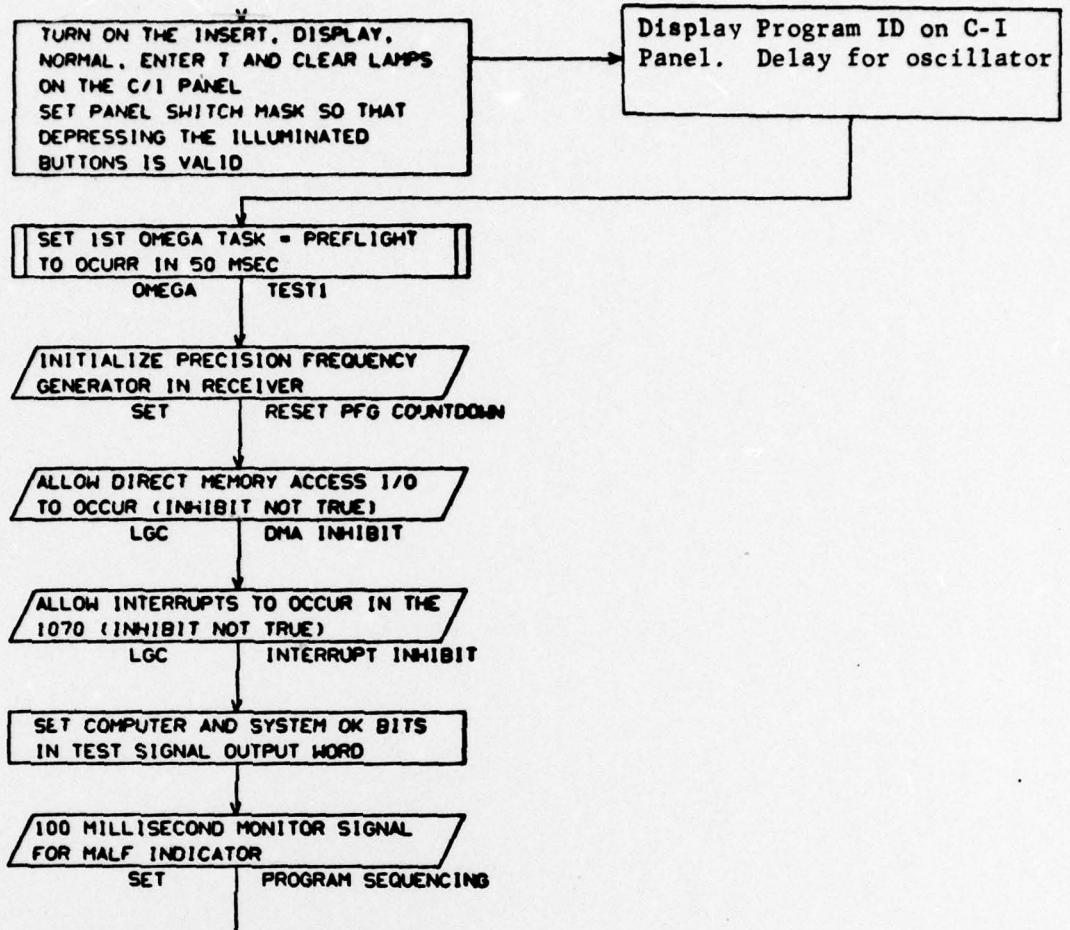 TURN ON THE INSERT, DISPLAY,
NORMAL, ENTER T AND CLEAR LAMPS
ON THE C/I PANEL
SET PANEL SWITCH MASK SO THAT
DEPRESSING THE ILLUMINATED
BUTTONS IS VALID
Display Program ID on C-I
Panel. Delay for oscillator
SET 1ST OMEGA TASK = PREFLIGHT
TO OCURR IN 50 MSEC
OMEGA TEST1
INITIALIZE PRECISION FREQUENCY
GENERATOR IN RECEIVER
SET RESET PFG COUNTDOWN
ALLOW DIRECT MEMORY ACCESS I/O
TO OCCUR (INHIBIT NOT TRUE)
LGC DMA INHIBIT
ALLOW INTERRUPTS TO OCCUR IN THE
1070 (INHIBIT NOT TRUE)
LGC INTERRUPT INHIBIT
SET COMPUTER AND SYSTEM OK BITS
IN TEST SIGNAL OUTPUT WORD
100 MILLISECOND MONITOR SIGNAL
FOR MALF INDICATOR
SET PROGRAM SEQUENCING